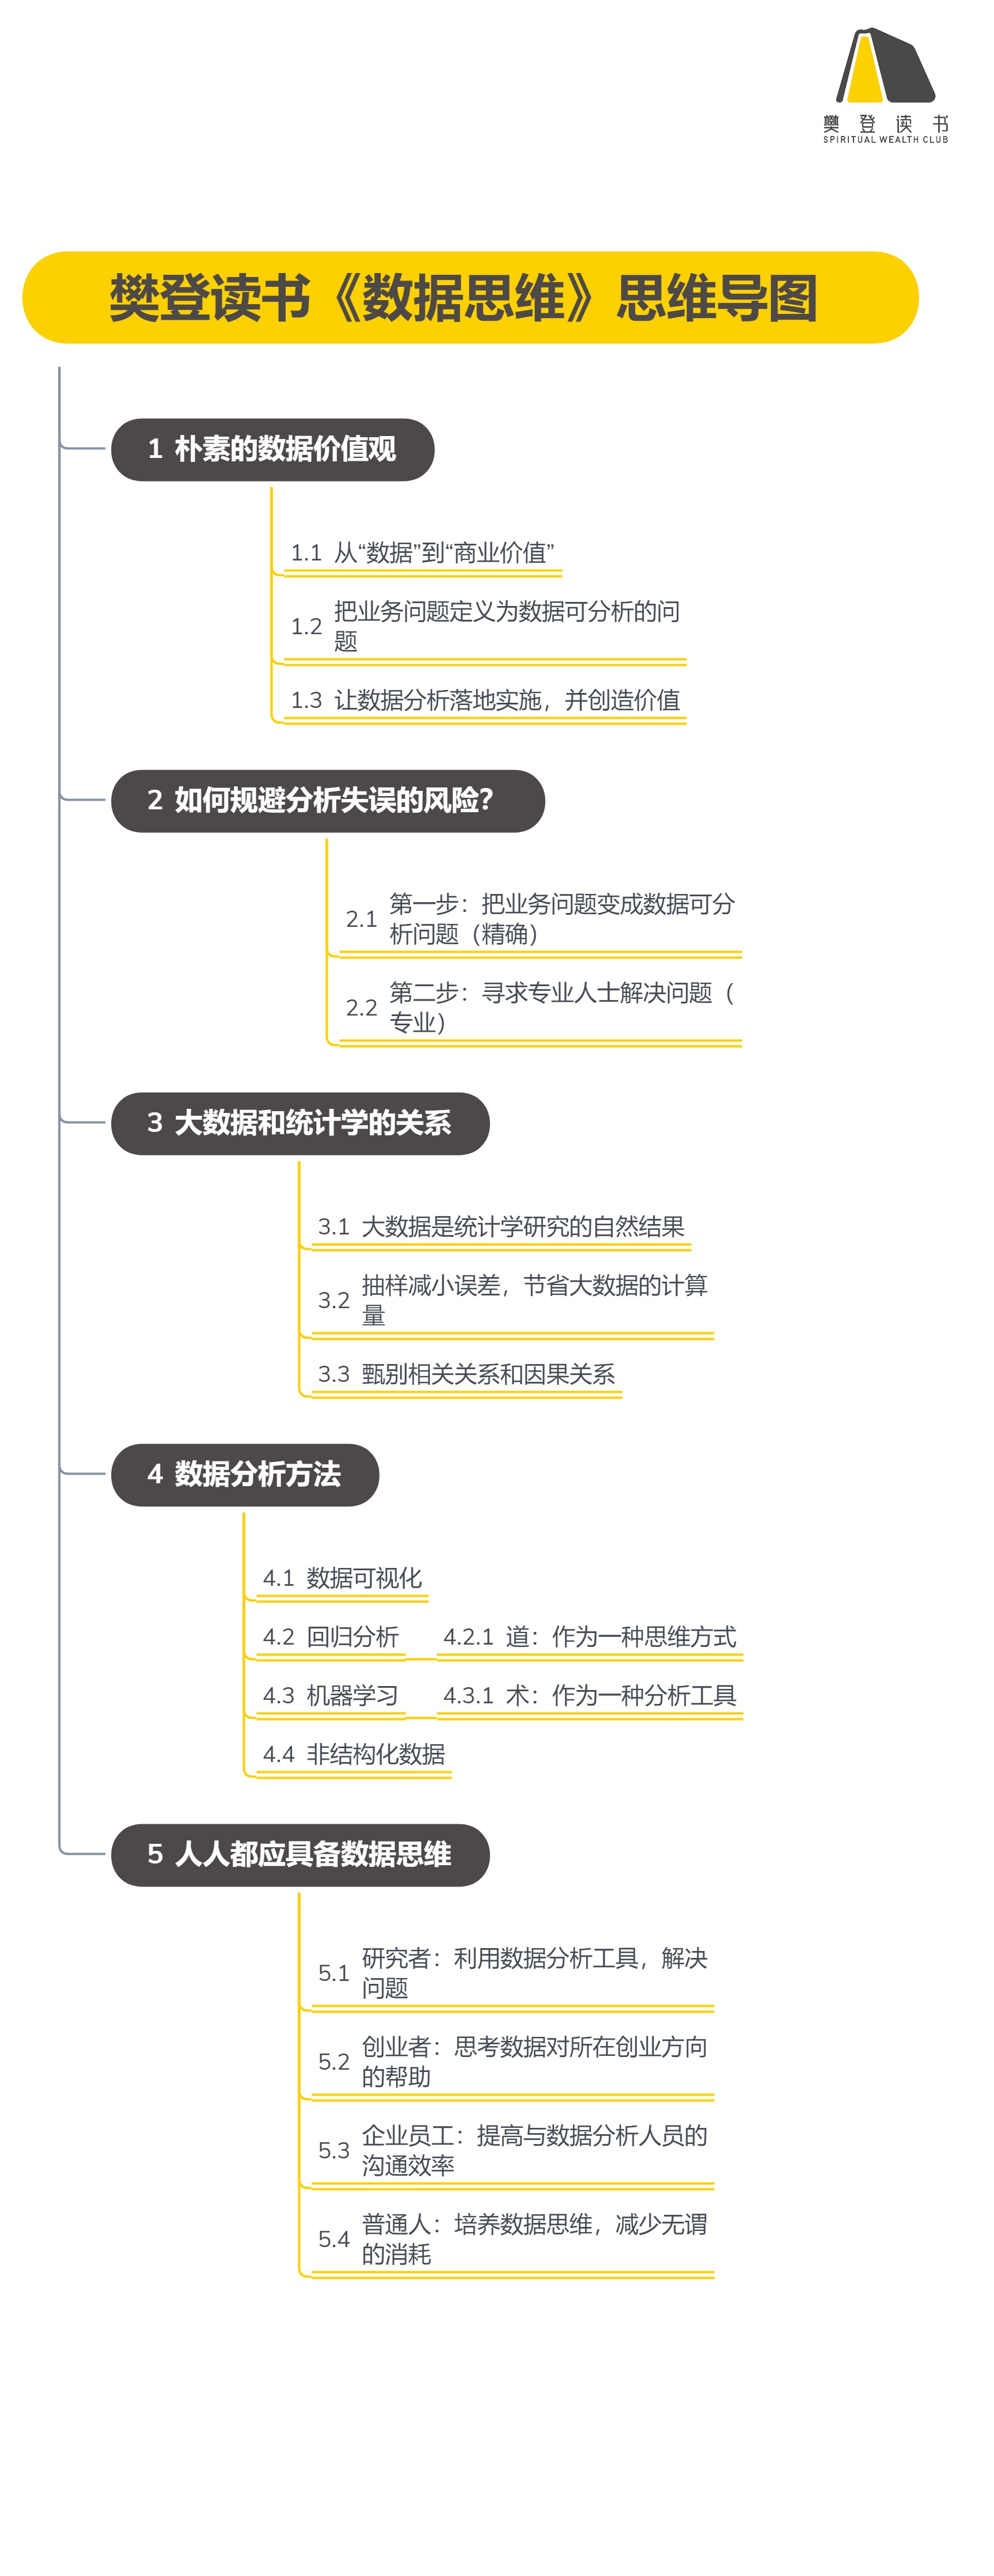 樊登读书
SPIRITUAL WEALTH CLUB
樊登读书《数据思维》思维导图
1 朴素的数据价值观
1.1 从“数据”到“商业价值”
1.2 把业务问题定义为数据可分析的问
题
1.3 让数据分析落地实施，并创造价值
2 如何规避分析失误的风险？
2.1 第一步：把业务问题变成数据可分
析问题（精确）
2.2 第二步：寻求专业人士解决问题（
专业）
3 大数据和统计学的关系
3.1 大数据是统计学研究的自然结果
3.2 抽样减小误差，节省大数据的计算
量
3.3 甄别相关关系和因果关系
4 数据分析方法
4.1 数据可视化
4.2 回归分析 4.2.1 道：作为一种思维方式
4.3 机器学习 4.3.1 术：作为一种分析工具
4.4 非结构化数据
5 人人都应具备数据思维
5.1 研究者：利用数据分析工具，解决
问题
5.2 创业者：思考数据对所在创业方向
的帮助
5.3 企业员工：提高与数据分析人员的
沟通效率
5.4 普通人：培养数据思维，减少无谓
的消耗